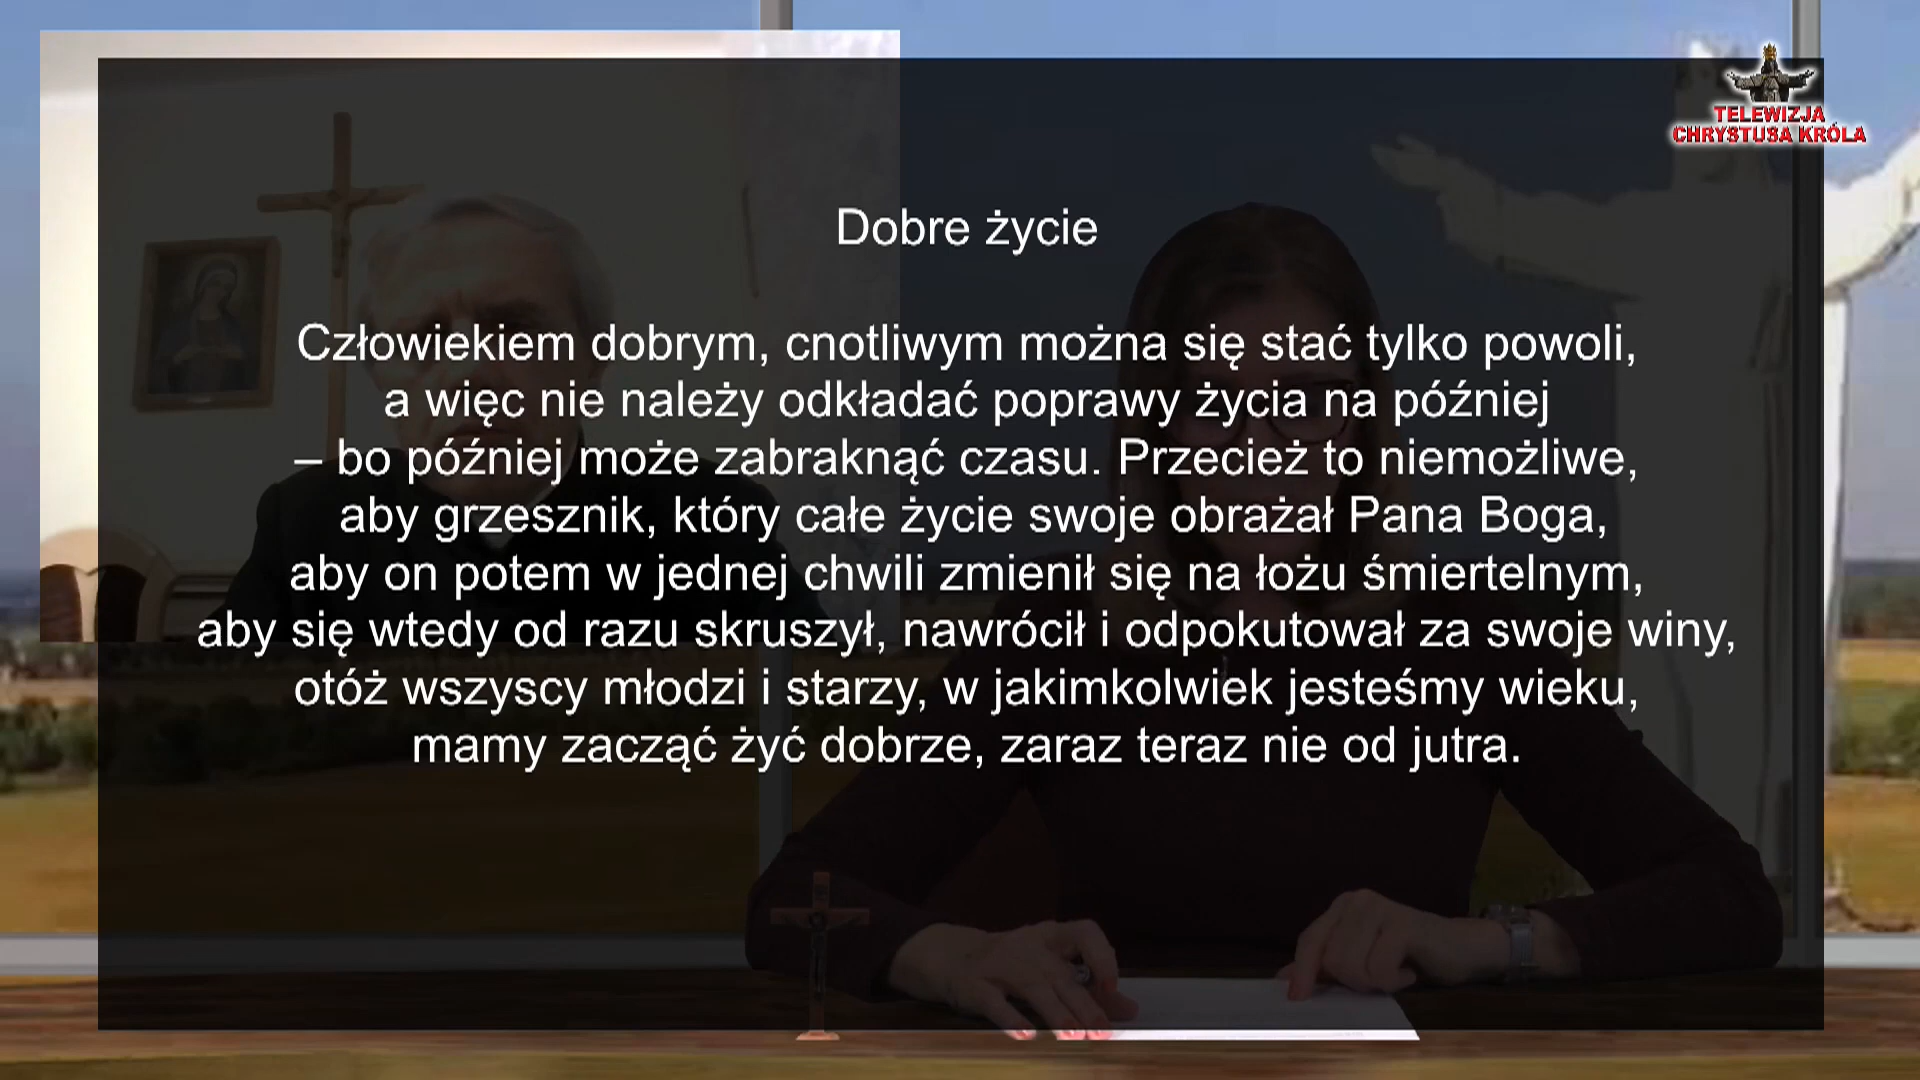 TELEWIZJA
CHRYSTUSA KRÓLA
Dobre życie
Człowiekiem dobrym, cnotliwym można się stać tylko powoli,
a więc nie należy odkładać poprawy życia na później
– bo później może zabraknąć czasu. Przecież to niemożliwe,
aby grzesznik, który całe życie swoje obrażał Pana Boga,
aby on potem w jednej chwili zmienił się na łożu śmiertelnym,
aby się wtedy od razu skruszył, nawrócił i odpokutował za swoje winy,
otóż wszyscy młodzi i starzy, w jakimkolwiek jesteśmy wieku,
mamy zacząć żyć dobrze, zaraz teraz nie od jutra.